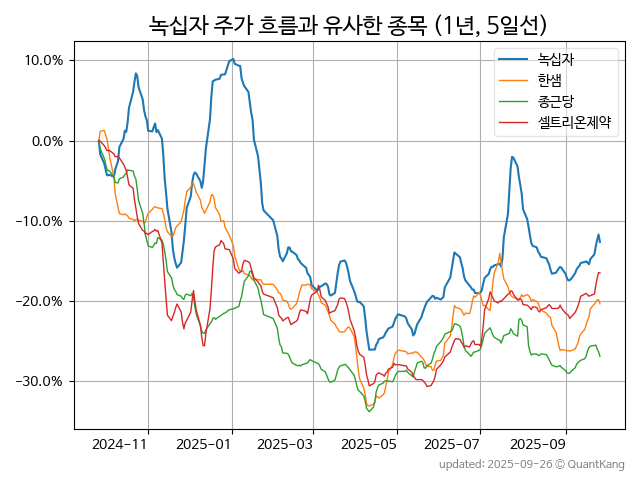 녹십자 주가 흐름과 유사한 종목 (1년, 5일선)
녹십자
한샘
종근당
셀트리온제약
10.0%
0.0%
−10.0%
−20.0%
−30.0%
2024-11 2025-01 2025-03 2025-05 2025-07 2025-09
updated: 2025-09-26 © QuantKang